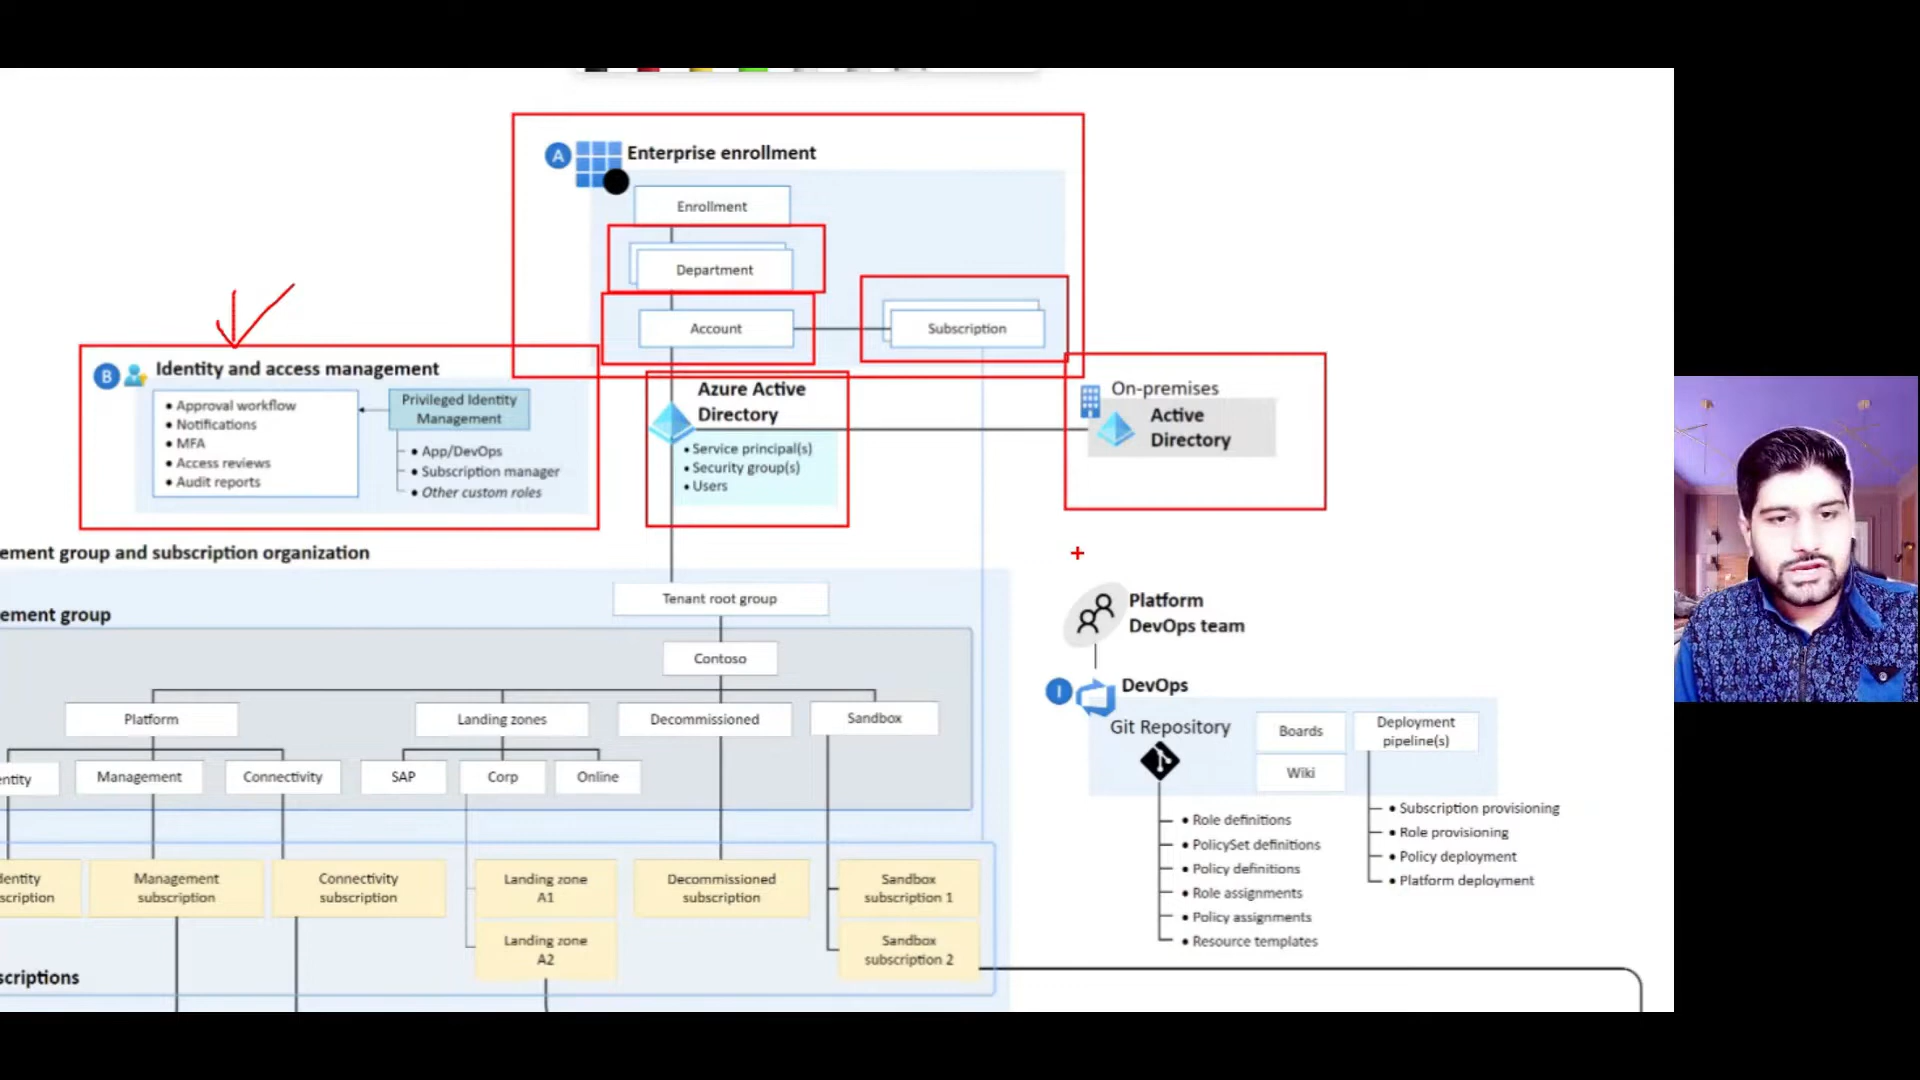 A
Enterprise enrollment
Enrollment
Department
Account
Subscription
B
Identity and access management
• Approval workflow
• Notifications
• MFA
• Access reviews
• Audit reports
Privileged Identity
Management
• App/DevOps
• Subscription manager
• Other custom roles
Azure Active
Directory
• Service principal(s)
• Security group(s)
• Users
On-premises
Active
Directory
ement group and subscription organization
ement group
Tenant root group
Contoso
Platform
Landing zones
Decommissioned
Sandbox
entity
Management
Connectivity
SAP
Corp
Online
dentity
scription
Management
subscription
Connectivity
subscription
Landing zone
A1
Landing zone
A2
Decommissioned
subscription
Sandbox
subscription 1
Sandbox
subscription 2
scriptions
Platform
DevOps team
I
DevOps
Git Repository
Boards
Wiki
Deployment
pipeline(s)
• Role definitions
• PolicySet definitions
• Policy definitions
• Role assignments
• Policy assignments
• Resource templates
• Subscription provisioning
• Role provisioning
• Policy deployment
• Platform deployment